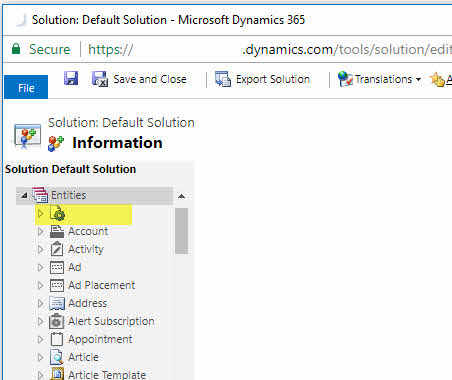 Solution: Default Solution - Microsoft Dynamics 365
Secure https:// .dynamics.com/tools/solution/edit
File Save and Close Export Solution Translations
Solution: Default Solution
Information
Solution Default Solution
Entities
Account
Activity
Ad
Ad Placement
Address
Alert Subscription
Appointment
Article
Article Template